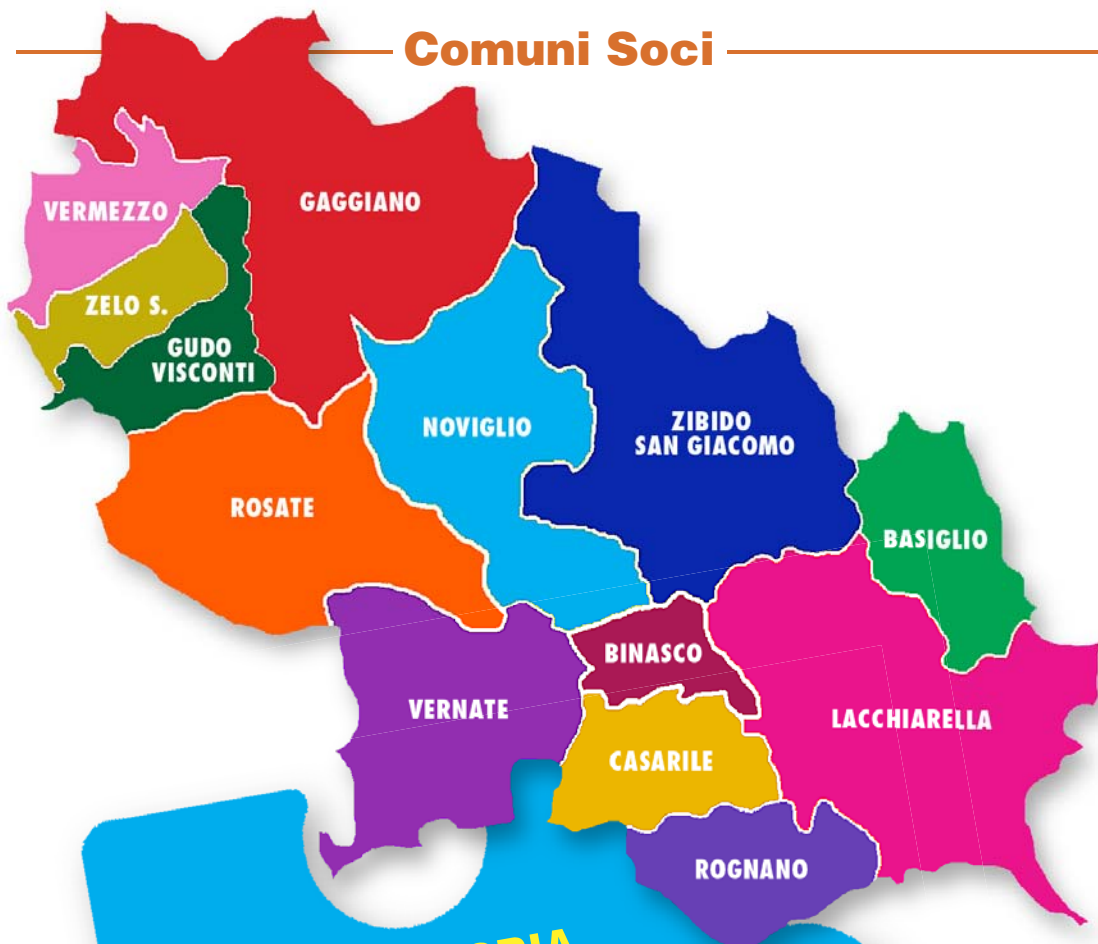 Comuni Soci
GAGGIANO
VERMEZZO
ZELO S.
GUDO
VISCONTI
NOVIGLIO
ZIBIDO
SAN GIACOMO
ROSATE
BASIGLIO
BINASCO
VERNATE
LACCHIARELLA
CASARILE
ROGNANO